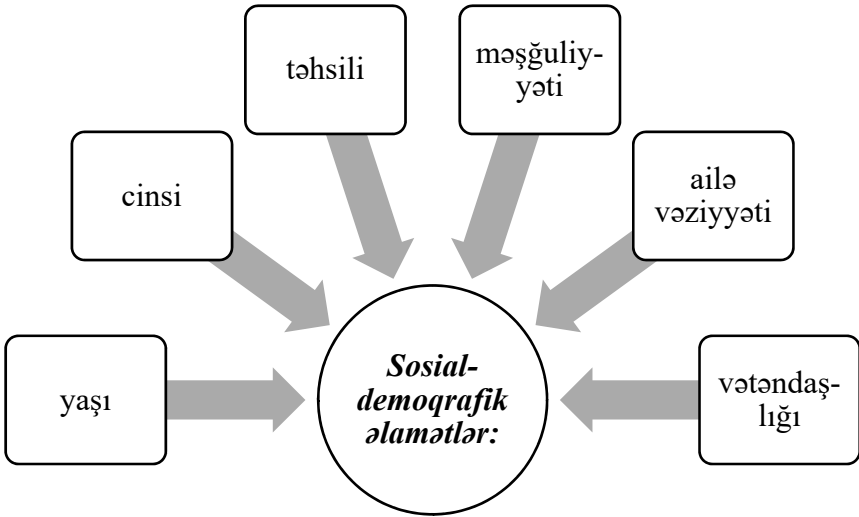 yaşı
cinsi
təhsili
məşğuliy-
yəti
ailə
vəziyyəti
vətəndaş-
lığı
Sosial-
demoqrafik
əlamətlər: